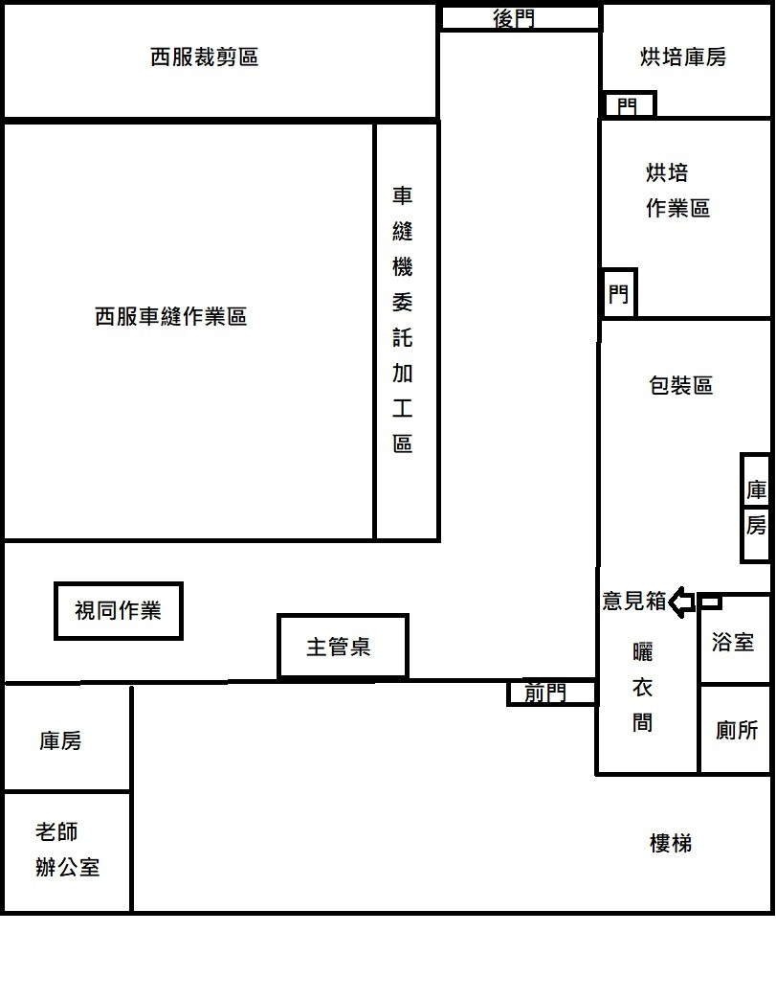 後門
西服裁剪區
烘培庫房
門
烘培
作業區
車縫機委託加工區
門
西服車縫作業區
包裝區
庫房
意見箱
視同作業
主管桌
浴室
曬衣間
前門
庫房
廁所
老師
辦公室
樓梯